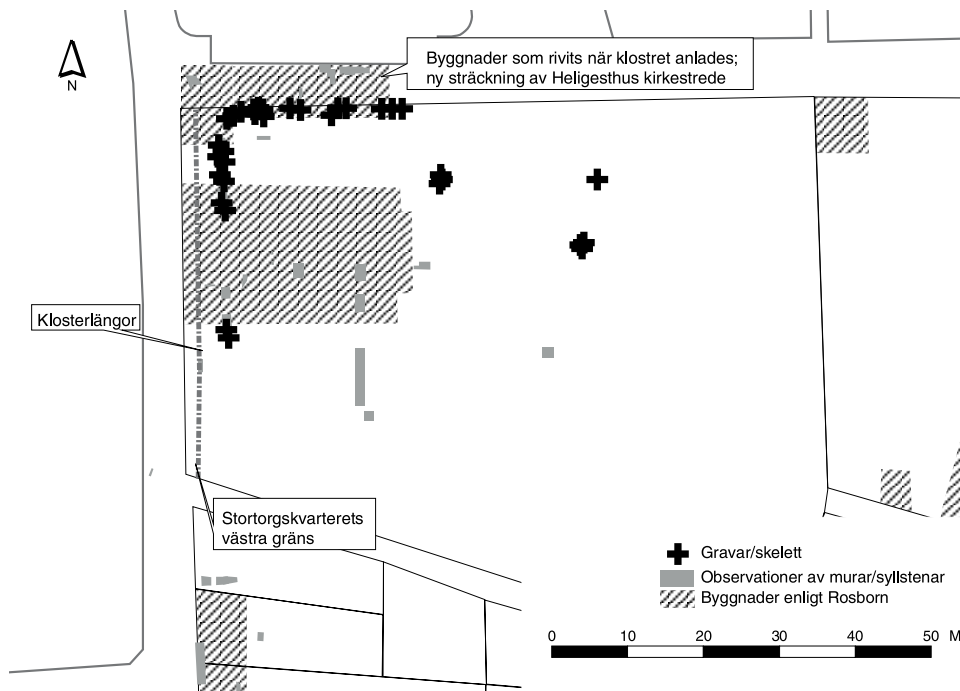 Byggnader som rivits när klostret anlades;
ny sträckning av Heligesthus kirkestrede
N
Klosterlängor
Stortorgskvarterets
västra gräns
Gravar/skelett
Observationer av murar/syllstenar
Byggnader enligt Rosborn
0 10 20 30 40 50 M